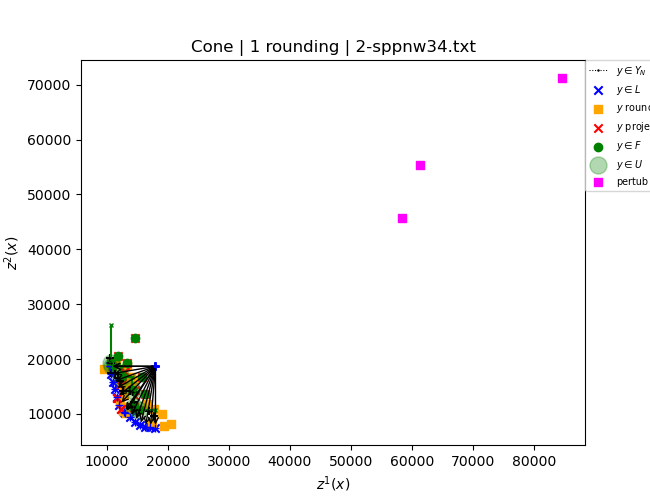 Cone | 1 rounding | 2-sppnw34.txt
70000
60000
50000
40000
30000
20000
10000
z²(x)
10000 20000 30000 40000 50000 60000 70000 80000
z¹(x)
y ∈ Y_N
y ∈ L
y roun
y proje
y ∈ F
y ∈ U
pertub